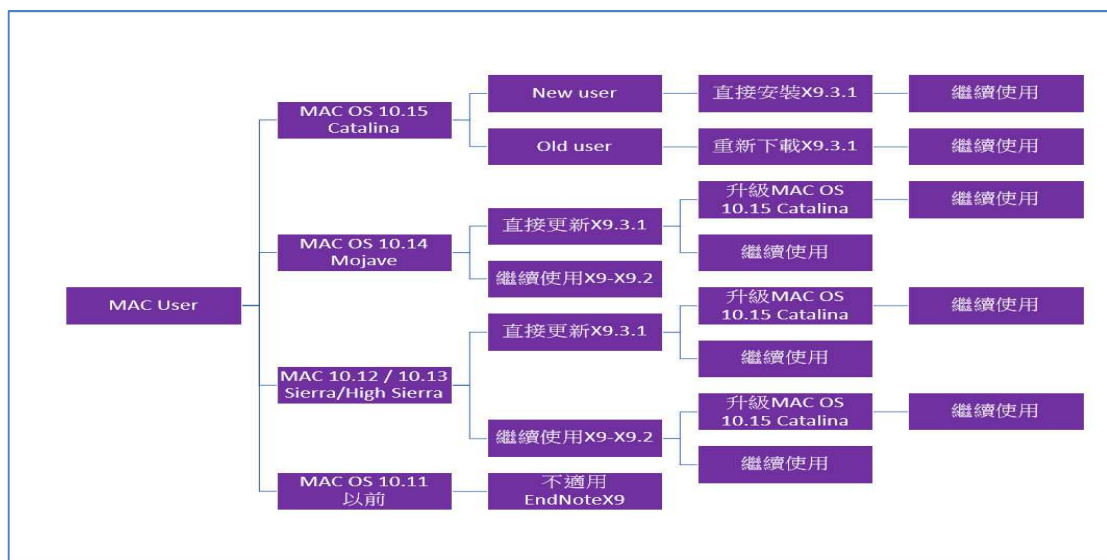 MAC User
MAC OS 10.15
Catalina
New user
直接安裝X9.3.1
繼續使用
Old user
重新下載X9.3.1
繼續使用
MAC OS 10.14
Mojave
直接更新X9.3.1
升級MAC OS
10.15 Catalina
繼續使用
繼續使用
繼續使用X9-X9.2
MAC 10.12 / 10.13
Sierra/High Sierra
直接更新X9.3.1
升級MAC OS
10.15 Catalina
繼續使用
繼續使用
繼續使用X9-X9.2
升級MAC OS
10.15 Catalina
繼續使用
繼續使用
MAC OS 10.11
以前
不適用
EndNoteX9